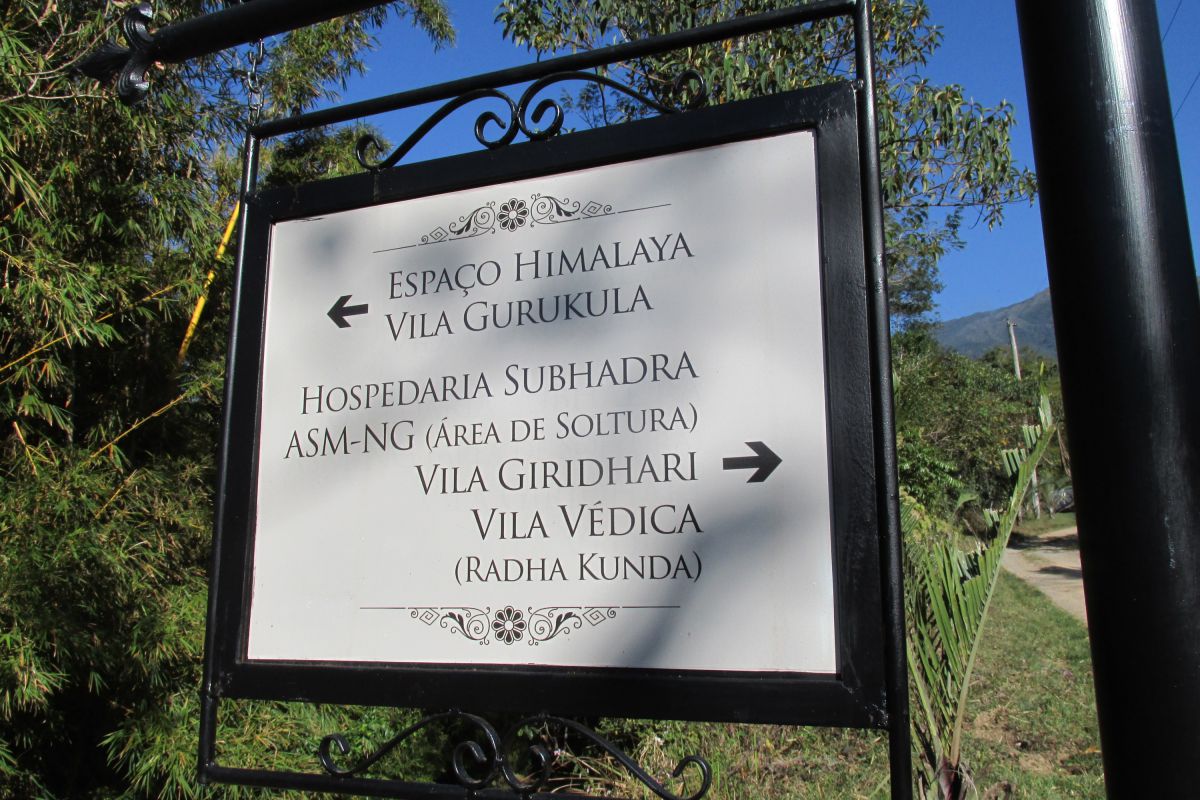 Espaço Himalaya
Vila Gurukula
Hospedaria Subhadra
ASM-NG (Área de Soltura)
Vila Giridhari
Vila Védica
(Radha Kunda)